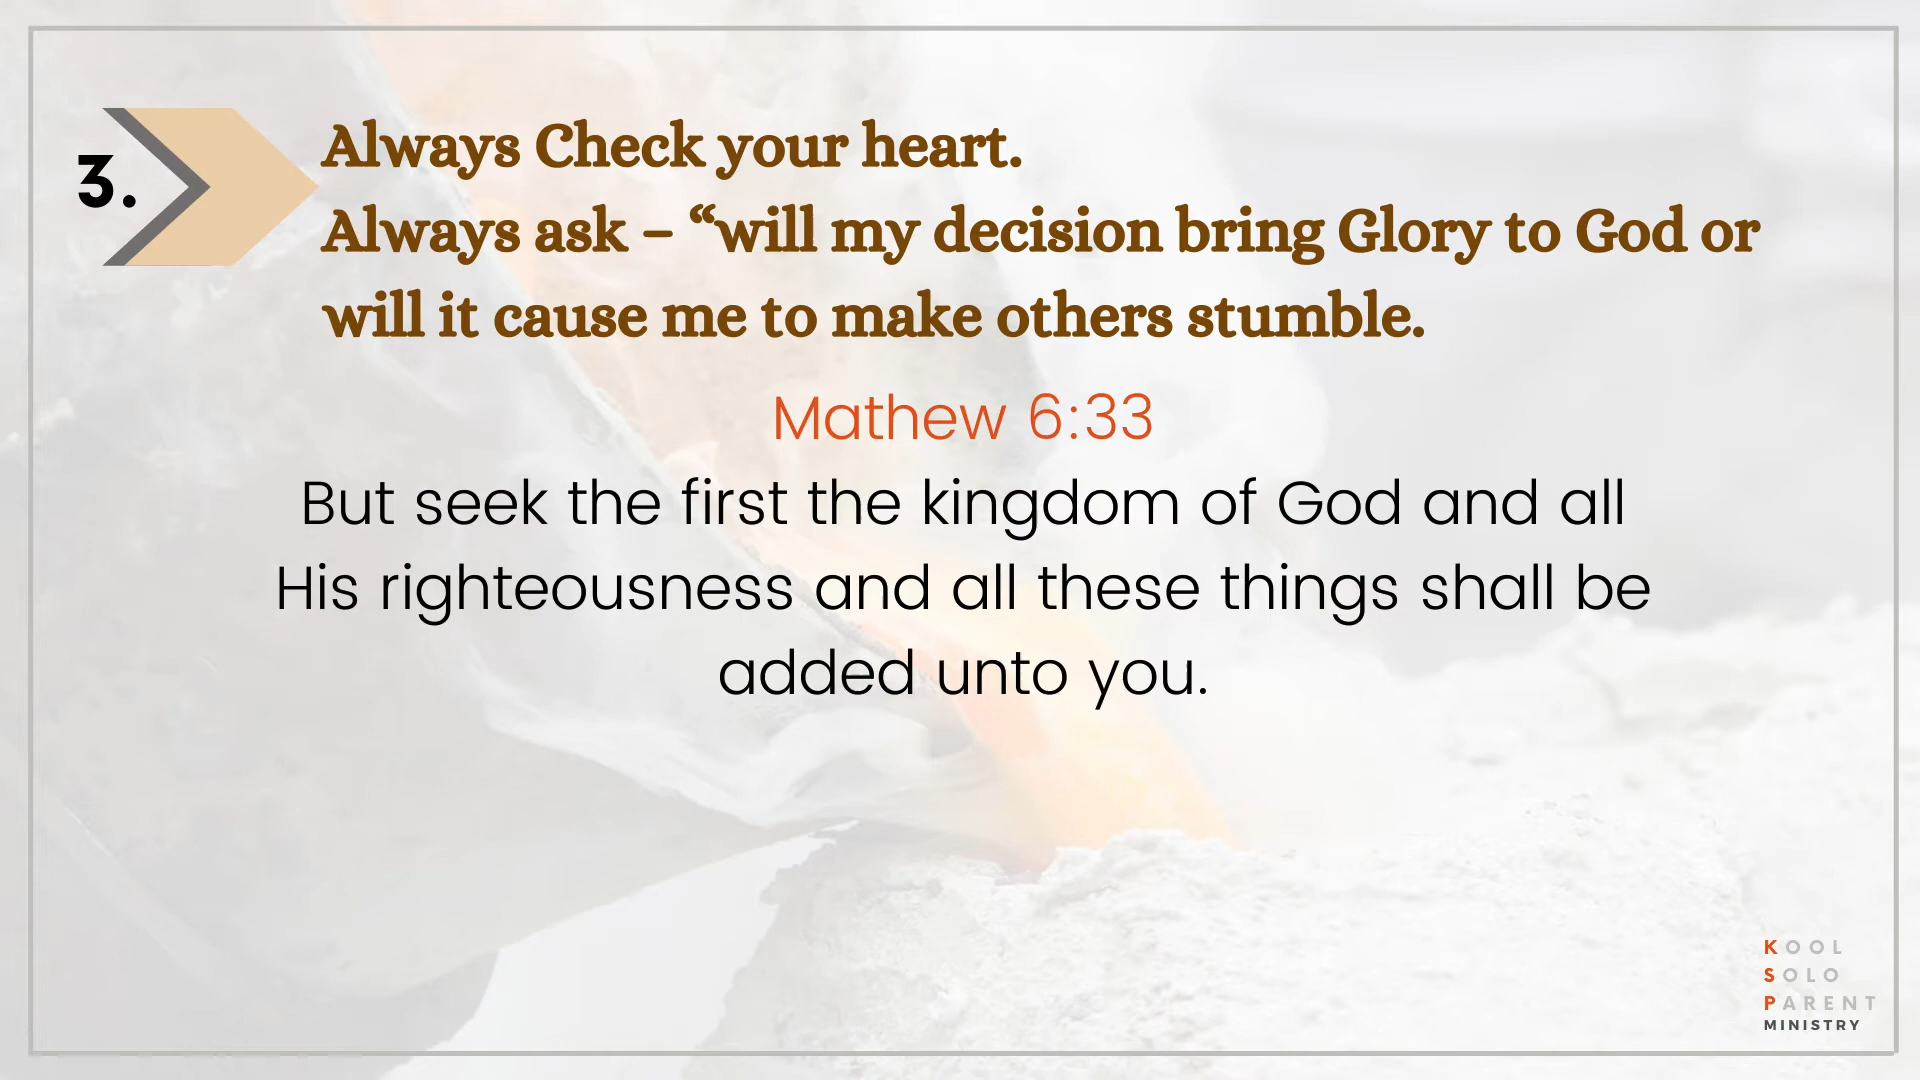 3.
Always Check your heart.
Always ask – “will my decision bring Glory to God or
will it cause me to make others stumble.
Mathew 6:33
But seek the first the kingdom of God and all
His righteousness and all these things shall be
added unto you.
KOOL
SOLO
PARENT
MINISTRY